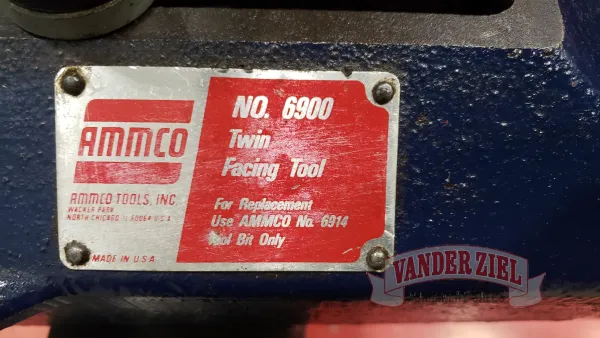 AMMCO
AMMCO TOOLS, INC
WACKER PARK
NORTH CHICAGO IL 60064 U.S.A
MADE IN U.S.A
NO. 6900
Twin
Facing Tool
For Replacement
Use AMMCO No. 6914
Tool Bit Only
VANDER ZIEL